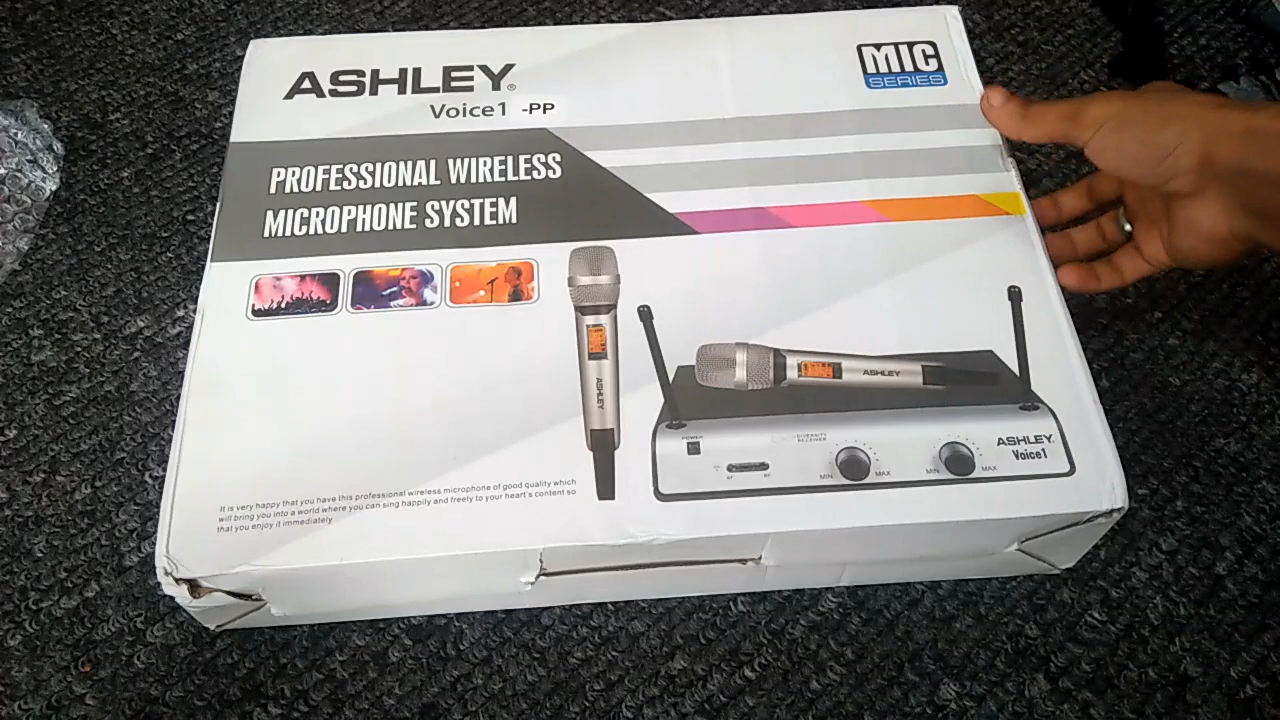 ASHLEY®
MIC
SERIES
Voice1 -PP
PROFESSIONAL WIRELESS
MICROPHONE SYSTEM
ASHLEY
ASHLEY
POWER
DIVERSITY
RECEIVER
MIN MAX
MIN MAX
ASHLEY
Voice1
It is very happy that you have this professional wireless microphone of good quality which
will bring you into a world where you can sing happily and freely to your heart's content so
that you enjoy it immediately